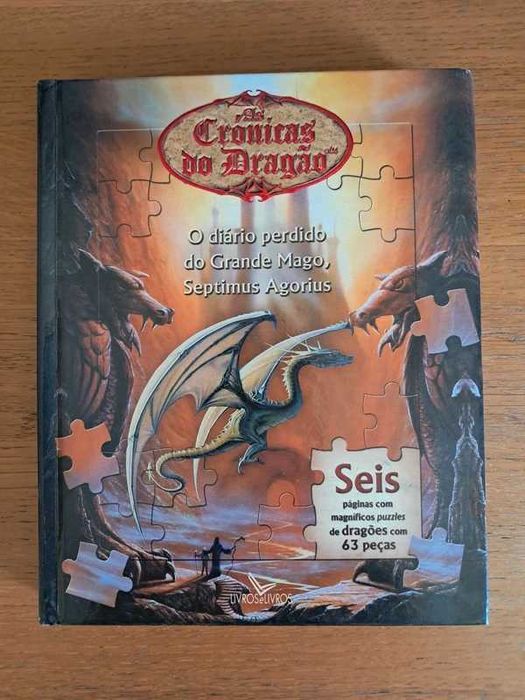 As
Crónicas
do Dragão
O diário perdido
do Grande Mago,
Septimus Agorius
Seis
páginas com
magníficos puzzles
de dragões com
63 peças
LIVROSeLIVROS